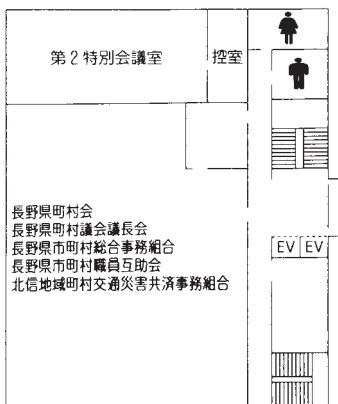 第2特別会議室
控室
長野県町村会
長野県町村議会議長会
長野県市町村総合事務組合
長野県市町村職員互助会
北信地域町村交通災害共済事務組合
EV EV